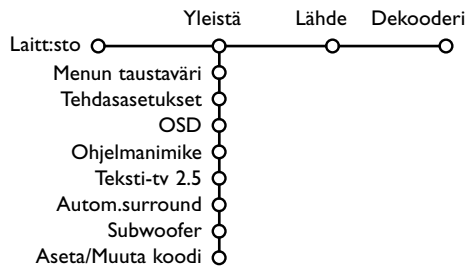 Yleistä Lähde Dekooderi
Laitt:sto
Menun taustaväri
Tehdasasetukset
OSD
Ohjelmanimike
Teksti-tv 2.5
Autom.surround
Subwoofer
Aseta/Muuta koodi